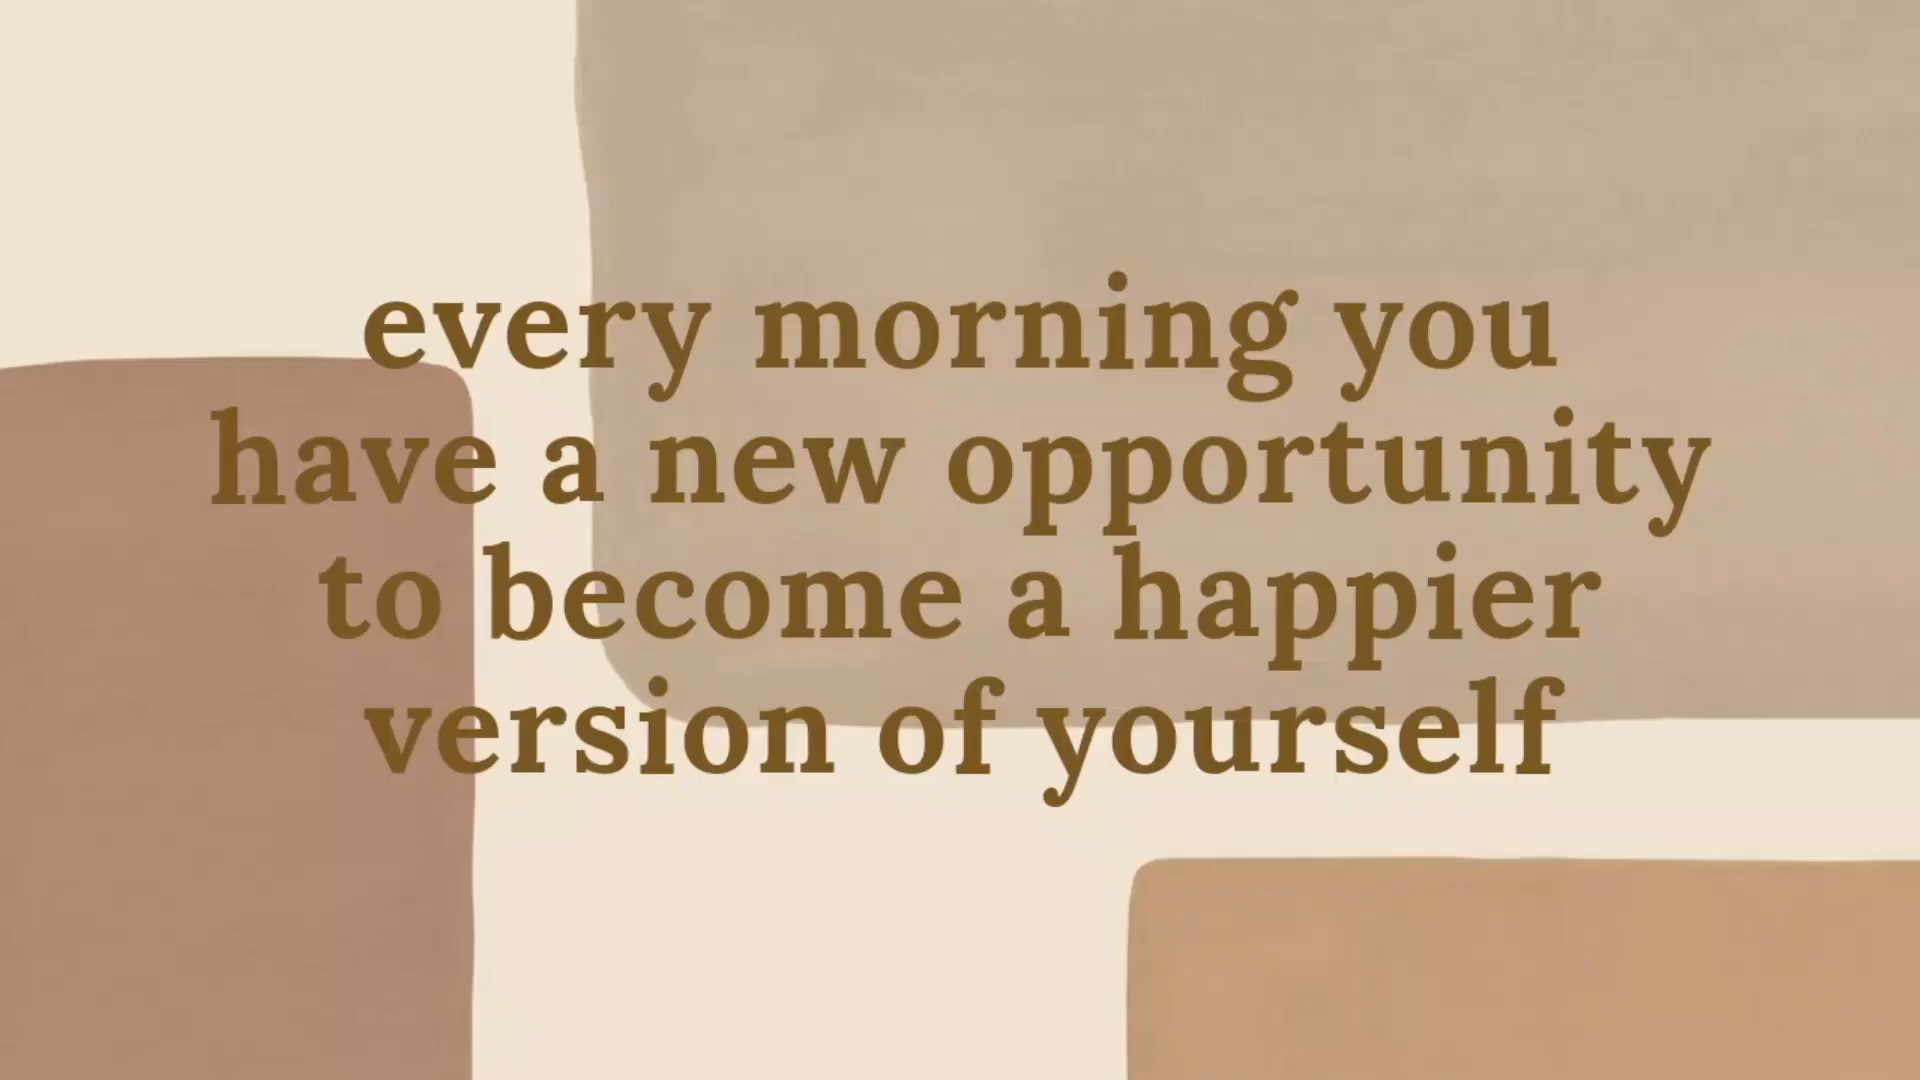 every morning you
have a new opportunity
to become a happier
version of yourself